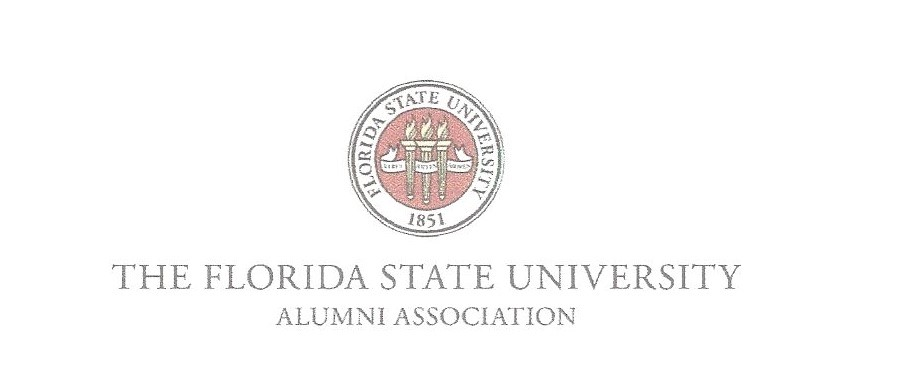 FLORIDA STATE UNIVERSITY
1851
THE FLORIDA STATE UNIVERSITY
ALUMNI ASSOCIATION